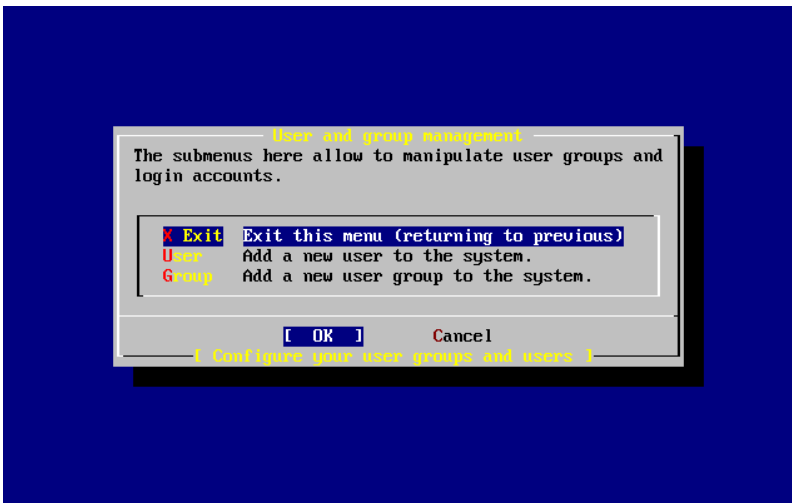 User and group management
The submenus here allow to manipulate user groups and
login accounts.
X Exit Exit this menu (returning to previous)
User Add a new user to the system.
Group Add a new user group to the system.
[ OK ] Cancel
[ Configure your user groups and users ]